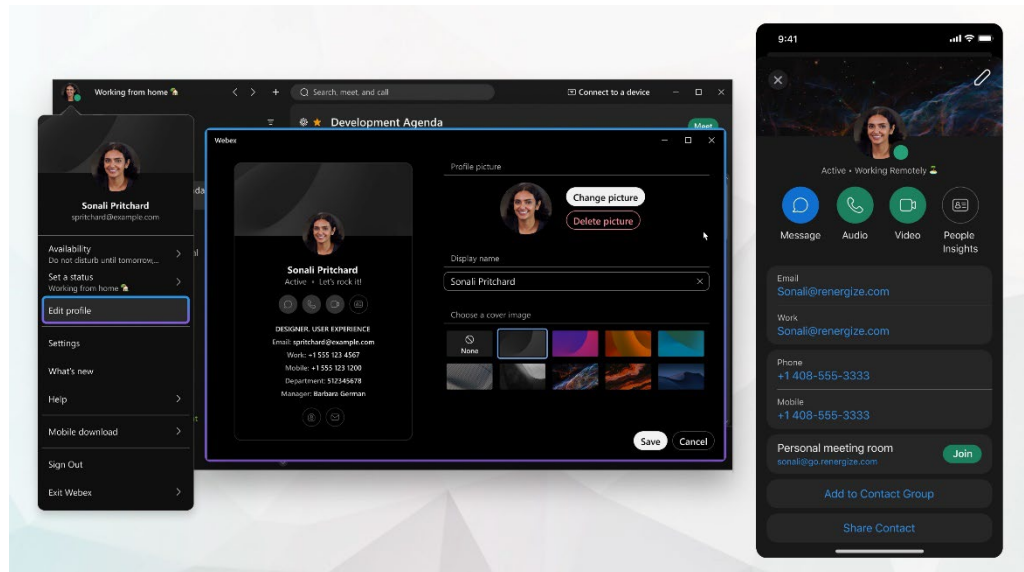 Working from home
Search, meet, and call
Connect to a device
Development Agenda
Meet
Sonali Pritchard
spritchard@example.com
Availability
Do not disturb until tomorrow,...
Set a status
Working from home
Edit profile
Settings
What's new
Help
Mobile download
Sign Out
Exit Webex
Webex
Sonali Pritchard
Active • Let's rock it!
DESIGNER. USER EXPERIENCE
Email: spritchard@example.com
Work: +1 555 123 4567
Mobile: +1 555 123 1200
Department: 512345678
Manager: Barbara German
Profile picture
Change picture
Delete picture
Display name
Sonali Pritchard
Choose a cover image
None
Save
Cancel
9:41
Active • Working Remotely
Message
Audio
Video
People
Insights
Email
Sonali@renergize.com
Work
Sonali@renergize.com
Phone
+1 408-555-3333
Mobile
+1 408-555-3333
Personal meeting room
sonali@go.renergize.com
Join
Add to Contact Group
Share Contact